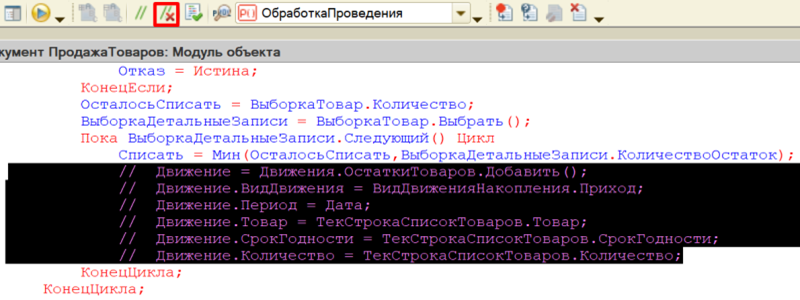 ОбработкаПроведения
кумент ПродажаТоваров: Модуль объекта
Отказ = Истина;
КонецЕсли;
ОсталосьСписать = ВыборкаТовар.Количество;
ВыборкаДетальныеЗаписи = ВыборкаТовар.Выбрать();
Пока ВыборкаДетальныеЗаписи.Следующий() Цикл
Списать = Мин(ОсталосьСписать,ВыборкаДетальныеЗаписи.КоличествоОстаток);
// Движение = Движения.ОстаткиТоваров.Добавить();
// Движение.ВидДвижения = ВидДвиженияНакопления.Приход;
// Движение.Период = Дата;
// Движение.Товар = ТекСтрокаСписокТоваров.Товар;
// Движение.СрокГодности = ТекСтрокаСписокТоваров.СрокГодности;
// Движение.Количество = ТекСтрокаСписокТоваров.Количество;
КонецЦикла;
КонецЦикла;